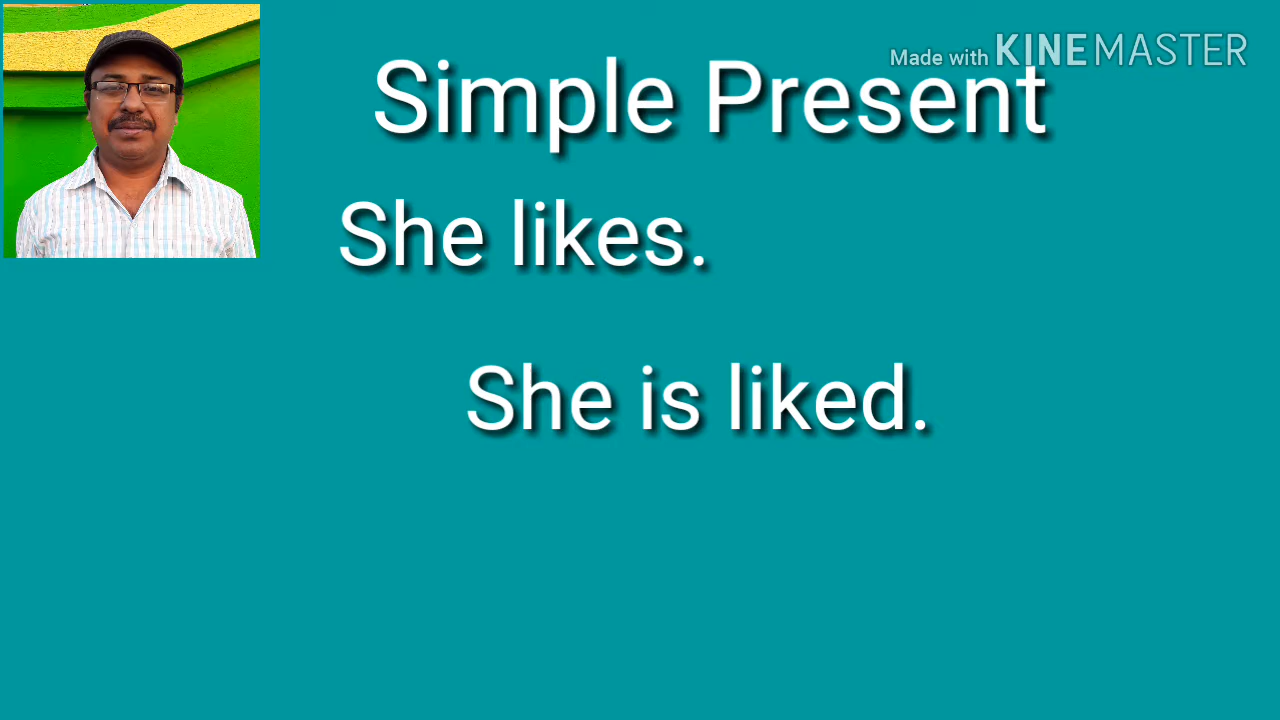 Made with KINEMASTER
Simple Present
She likes.
She is liked.